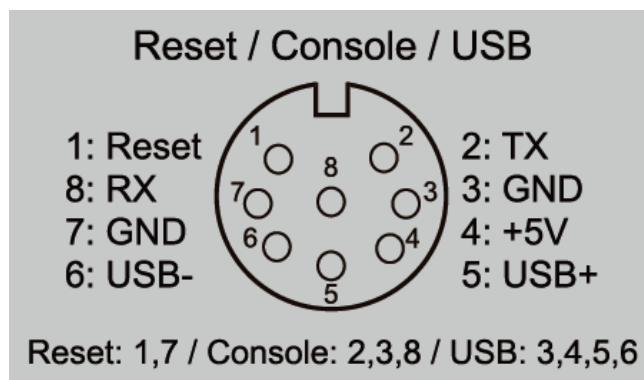 Reset / Console / USB
1: Reset
8: RX
7: GND
6: USB-
1
2
8
7
3
6
4
5
2: TX
3: GND
4: +5V
5: USB+
Reset: 1,7 / Console: 2,3,8 / USB: 3,4,5,6